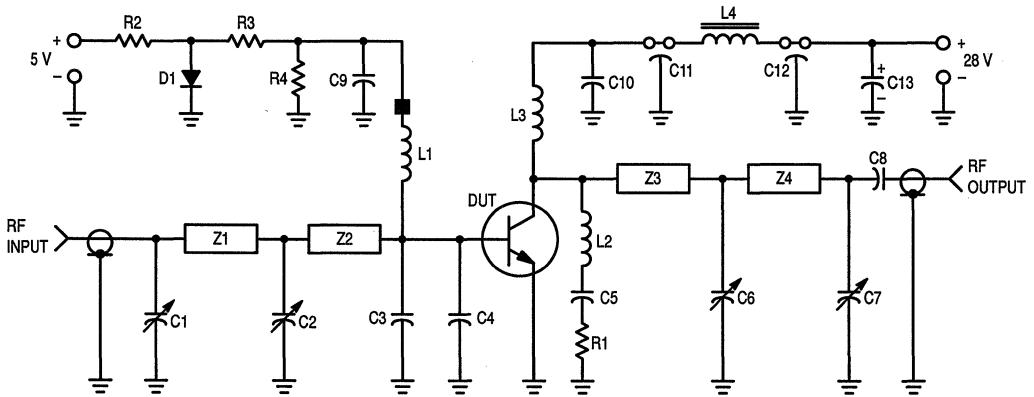 R2
R3
L4
+
5 V
–
D1
R4
C9
C10
C11
C12
+
C13
–
+
28 V
–
L1
L3
C8
RF
OUTPUT
DUT
Z3
Z4
RF
INPUT
Z1
Z2
L2
C1
C2
C3
C4
C5
C6
C7
R1